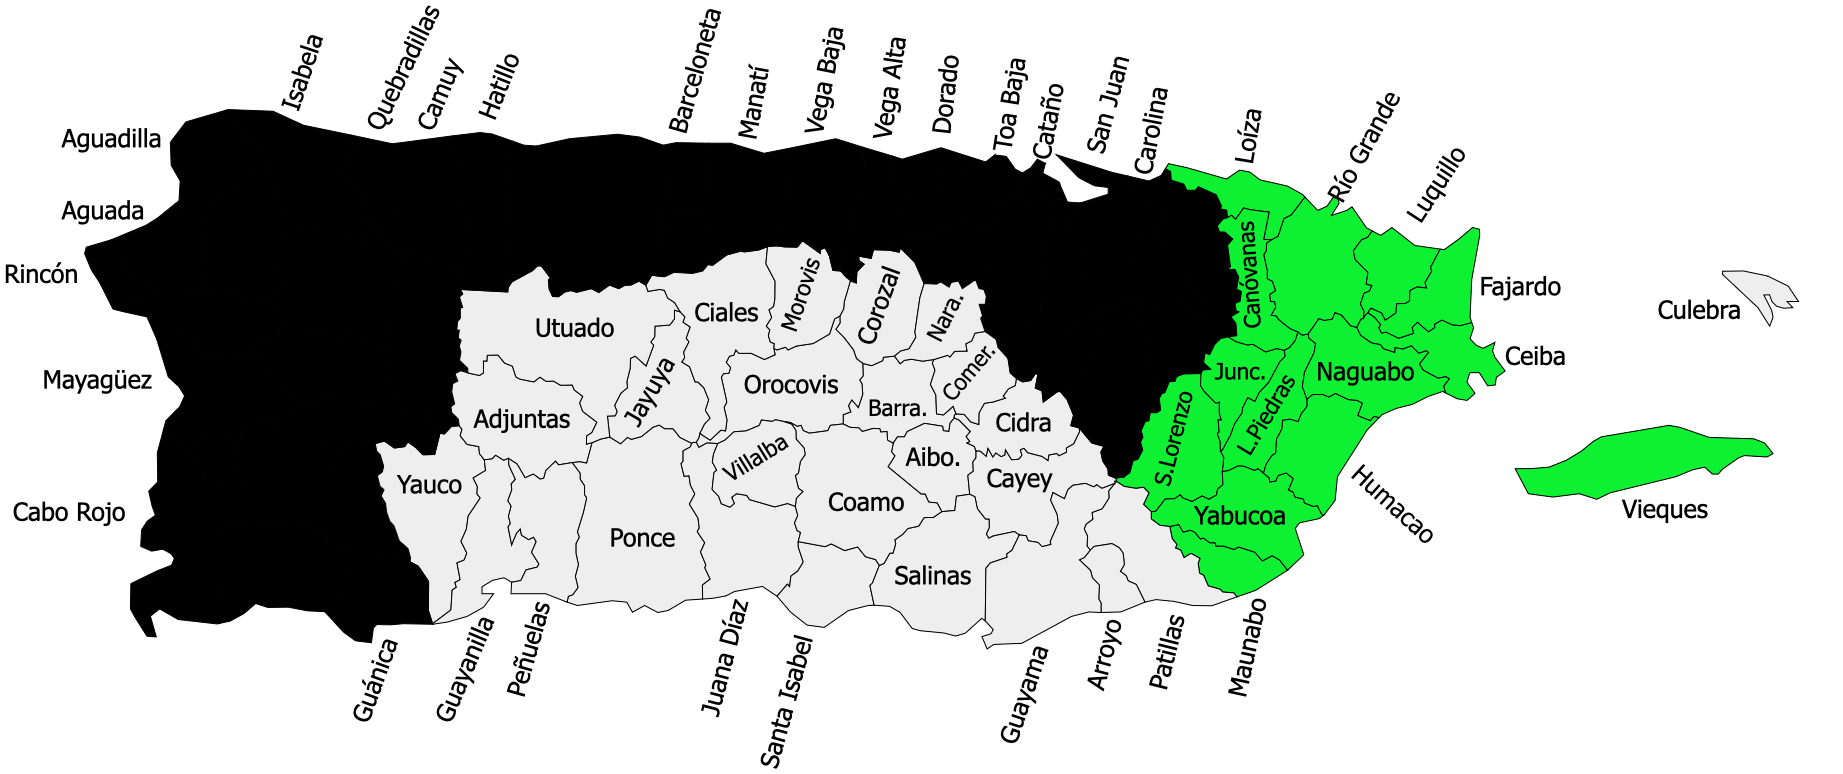 Isabela
Quebradillas
Camuy
Hatillo
Barceloneta
Manatí
Vega Baja
Vega Alta
Dorado
Toa Baja
Cataño
San Juan
Carolina
Loíza
Río Grande
Luquillo
Aguadilla
Aguada
Rincón
Mayagüez
Cabo Rojo
Fajardo
Culebra
Ceiba
Vieques
Humacao
Utuado
Ciales
Morovis
Corozal
Nara.
Canóvanas
Adjuntas
Jayuya
Orocovis
Barra.
Comer.
Cidra
Junc.
L.Piedras
Naguabo
S.Lorenzo
Yauco
Villalba
Aibo.
Cayey
Coamo
Ponce
Salinas
Yabucoa
Guánica
Guayanilla
Peñuelas
Juana Díaz
Santa Isabel
Guayama
Arroyo
Patillas
Maunabo